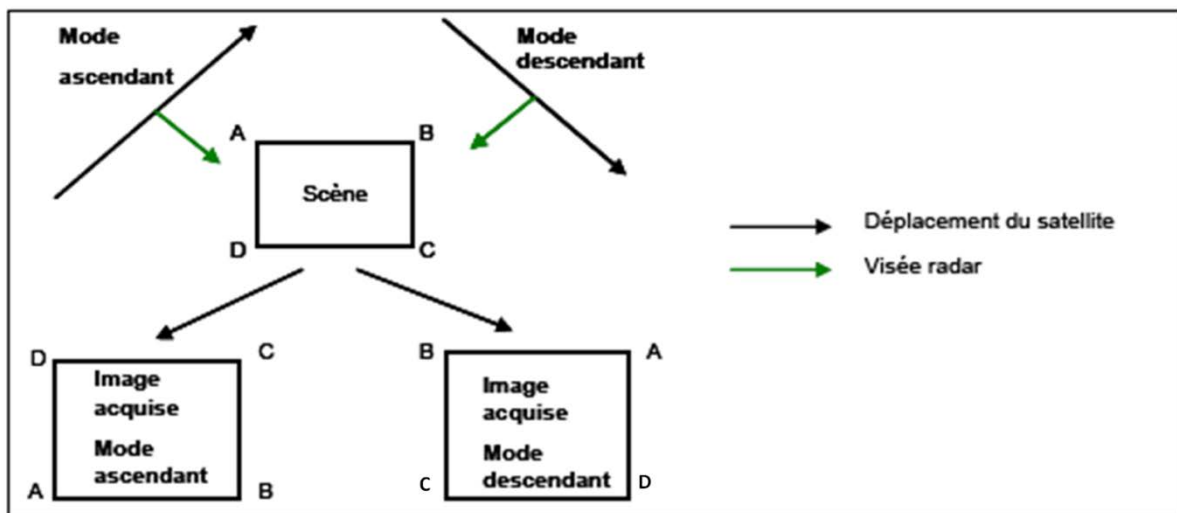 Mode
ascendant
Mode
descendant
A
B
Scène
D
C
Déplacement du satellite
Visée radar
D
C
Image
acquise
Mode
ascendant
A
B
B
A
Image
acquise
Mode
descendant
C
D